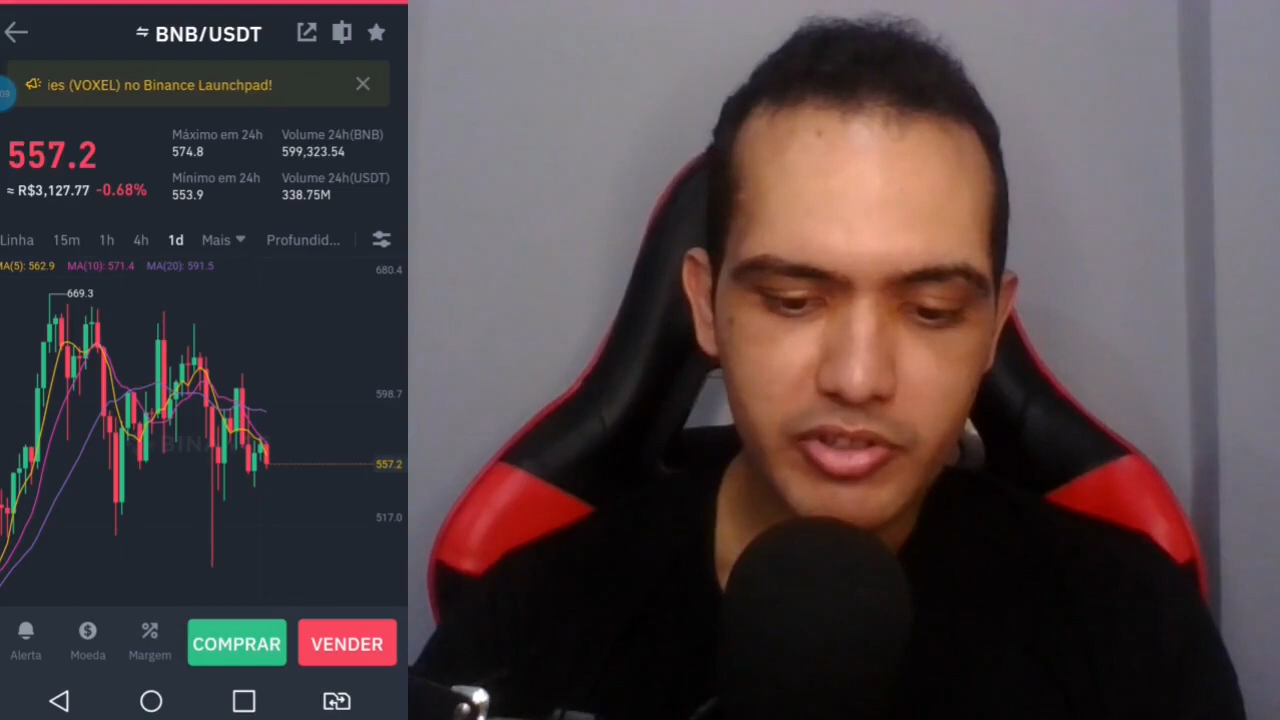 BNB/USDT
ies (VOXEL) no Binance Launchpad!
09
557.2
≈ R$3,127.77 -0.68%
Máximo em 24h
574.8
Mínimo em 24h
553.9
Volume 24h(BNB)
599,323.54
Volume 24h(USDT)
338.75M
Linha 15m 1h 4h 1d Mais Profundid...
MA(5): 562.9 MA(10): 571.4 MA(20): 591.5
680.4
669.3
598.7
557.2
517.0
Alerta Moeda Margem COMPRAR VENDER